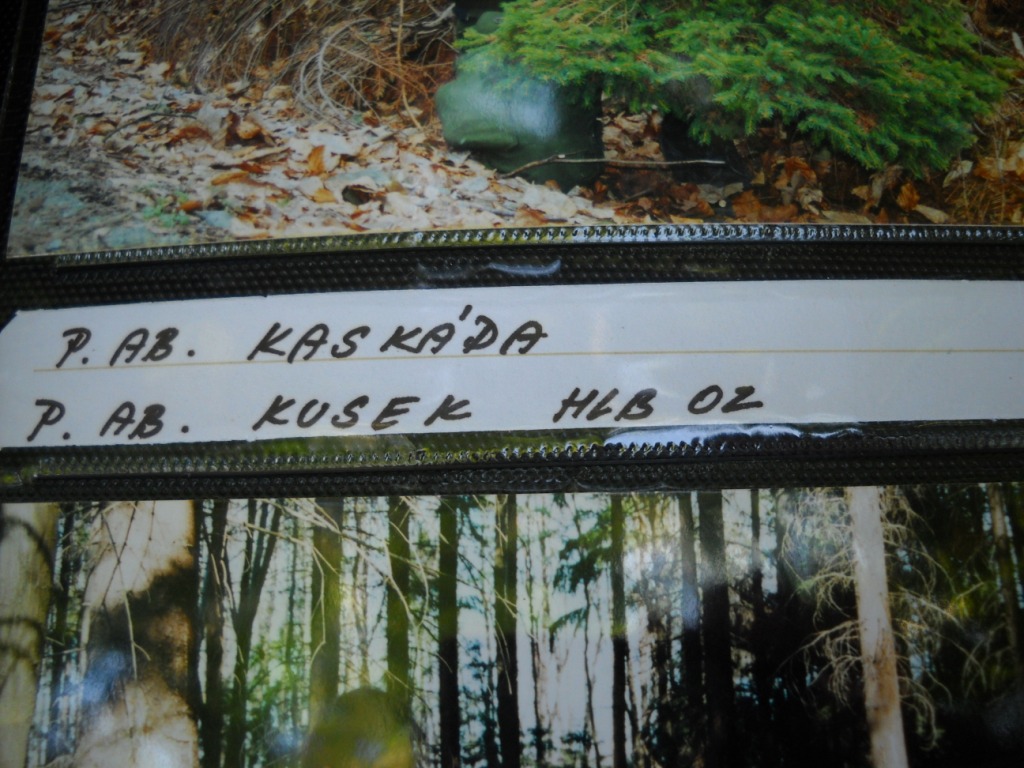 P. AB. KASKÁDA
P. AB. KUSEK HLB OZ